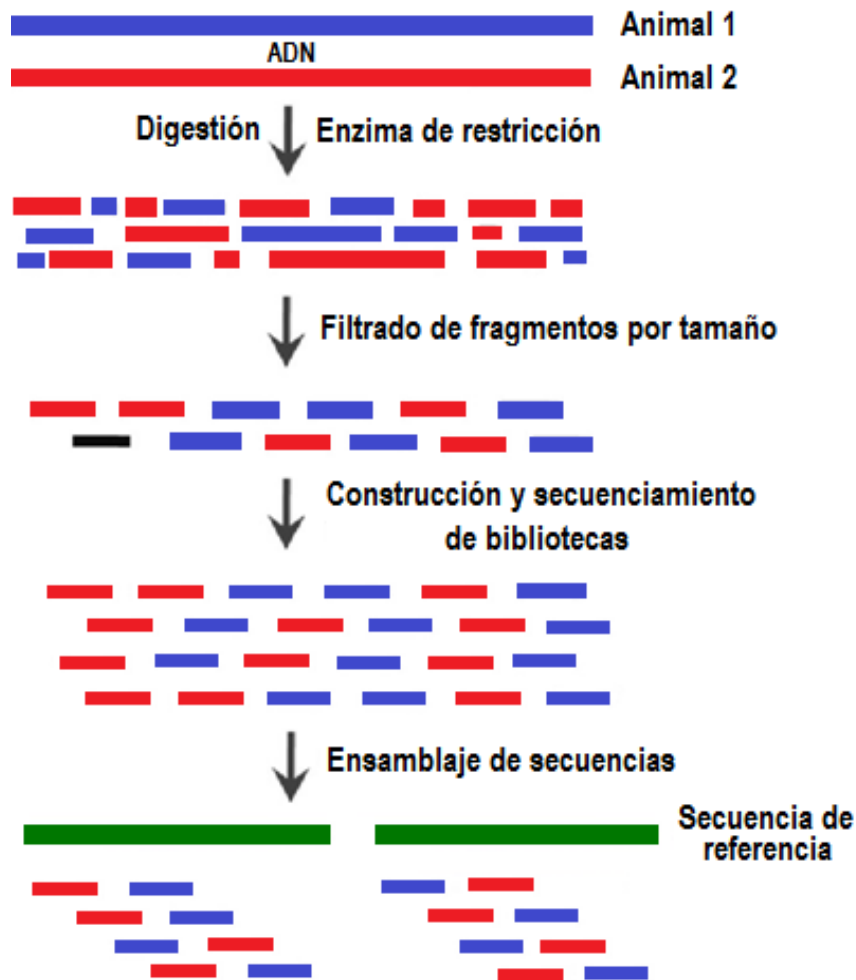 Animal 1
ADN
Animal 2
Digestión
Enzima de restricción
Filtrado de fragmentos por tamaño
Construcción y secuenciamiento
de bibliotecas
Ensamblaje de secuencias
Secuencia de
referencia